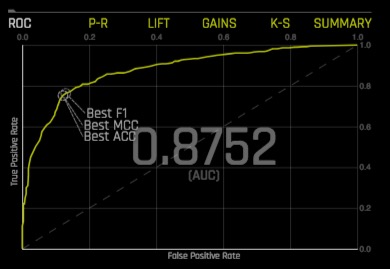 ROC P-R LIFT GAINS K-S SUMMARY
0.0 0.2 0.4 0.6 0.8 1.0
1.0
0.8
Best F1
Best MCC
Best ACC
0.8752
(AUC)
0.6
0.4
0.2
0.0
True Positive Rate
False Positive Rate